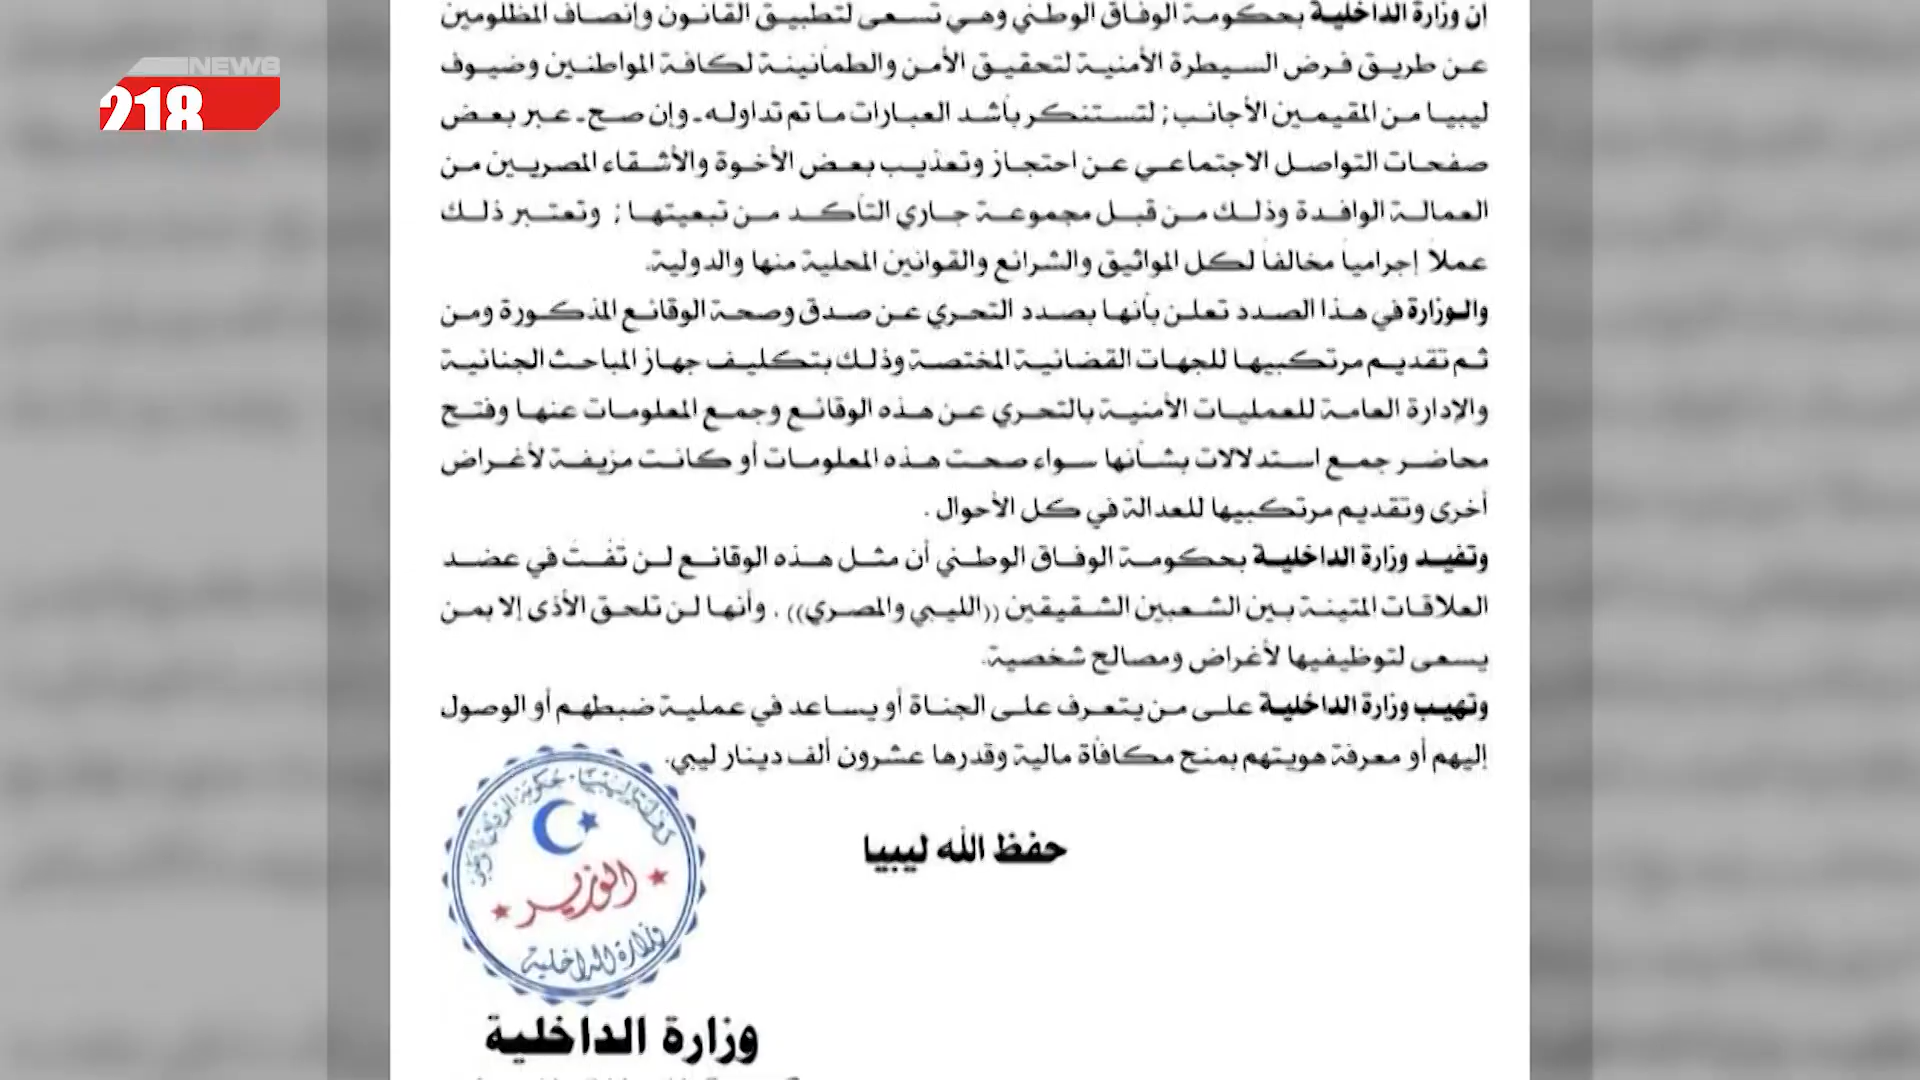 NEWS
218
ان وزارة الداخلية بحكومة الوفاق الوطني وهي تسعى لتطبيق القانون وإنصاف المظلومين
عن طريق فرض السيطرة الأمنية لتحقيق الأمن والطمأنينة لكافة المواطنين وضيوف
ليبيا من المقيمين الأجانب; لتستنكر بأشد العبارات ما تم تداوله۔ وإن صح۔ عبر بعض
صفحات التواصل الاجتماعي عن احتجاز وتعذيب بعض الأخوة والأشقاء المصريين من
العمالة الوافدة وذلك من قبل مجموعة جاري التأكد من تبعيتها; وتعتبر ذلك
عملاً إجرامياً مخالفاً لكل المواثيق والشرائع والقوانين المحلية منها والدولية.
والوزارة في هذا الصدد تعلن بأنها بصدد التحري عن صدق وصحة الوقائع المذكورة ومن
ثم تقديم مرتكبيها للجهات القضائية المختصة وذلك بتكليف جهاز المباحث الجنائية
والإدارة العامة للعمليات الأمنية بالتحري عن هذه الوقائع وجمع المعلومات عنها وفتح
محاضر جمع استدلالات بشأنها سواء صحت هذه المعلومات أو كانت مزيفة لأغراض
أخرى وتقديم مرتكبيها للعدالة في كل الأحوال .
وتفيد وزارة الداخلية بحكومة الوفاق الوطني أن مثل هذه الوقائع لن تَفُتَّ في عضد
العلاقات المتينة بين الشعبين الشقيقين ((الليبي والمصري)) . وأنها لن تلحق الأذى إلا بمن
يسعى لتوظيفيها لأغراض ومصالح شخصية.
وتهيب وزارة الداخلية على من يتعرف على الجناة أو يساعد في عملية ضبطهم أو الوصول
إليهم أو معرفة هويتهم بمنح مكافأة مالية وقدرها عشرون ألف دينار ليبي.
حفظ الله ليبيا
دولة ليبيا - حكومة الوفاق الوطني
الوزير
وزارة الداخلية
وزارة الداخلية